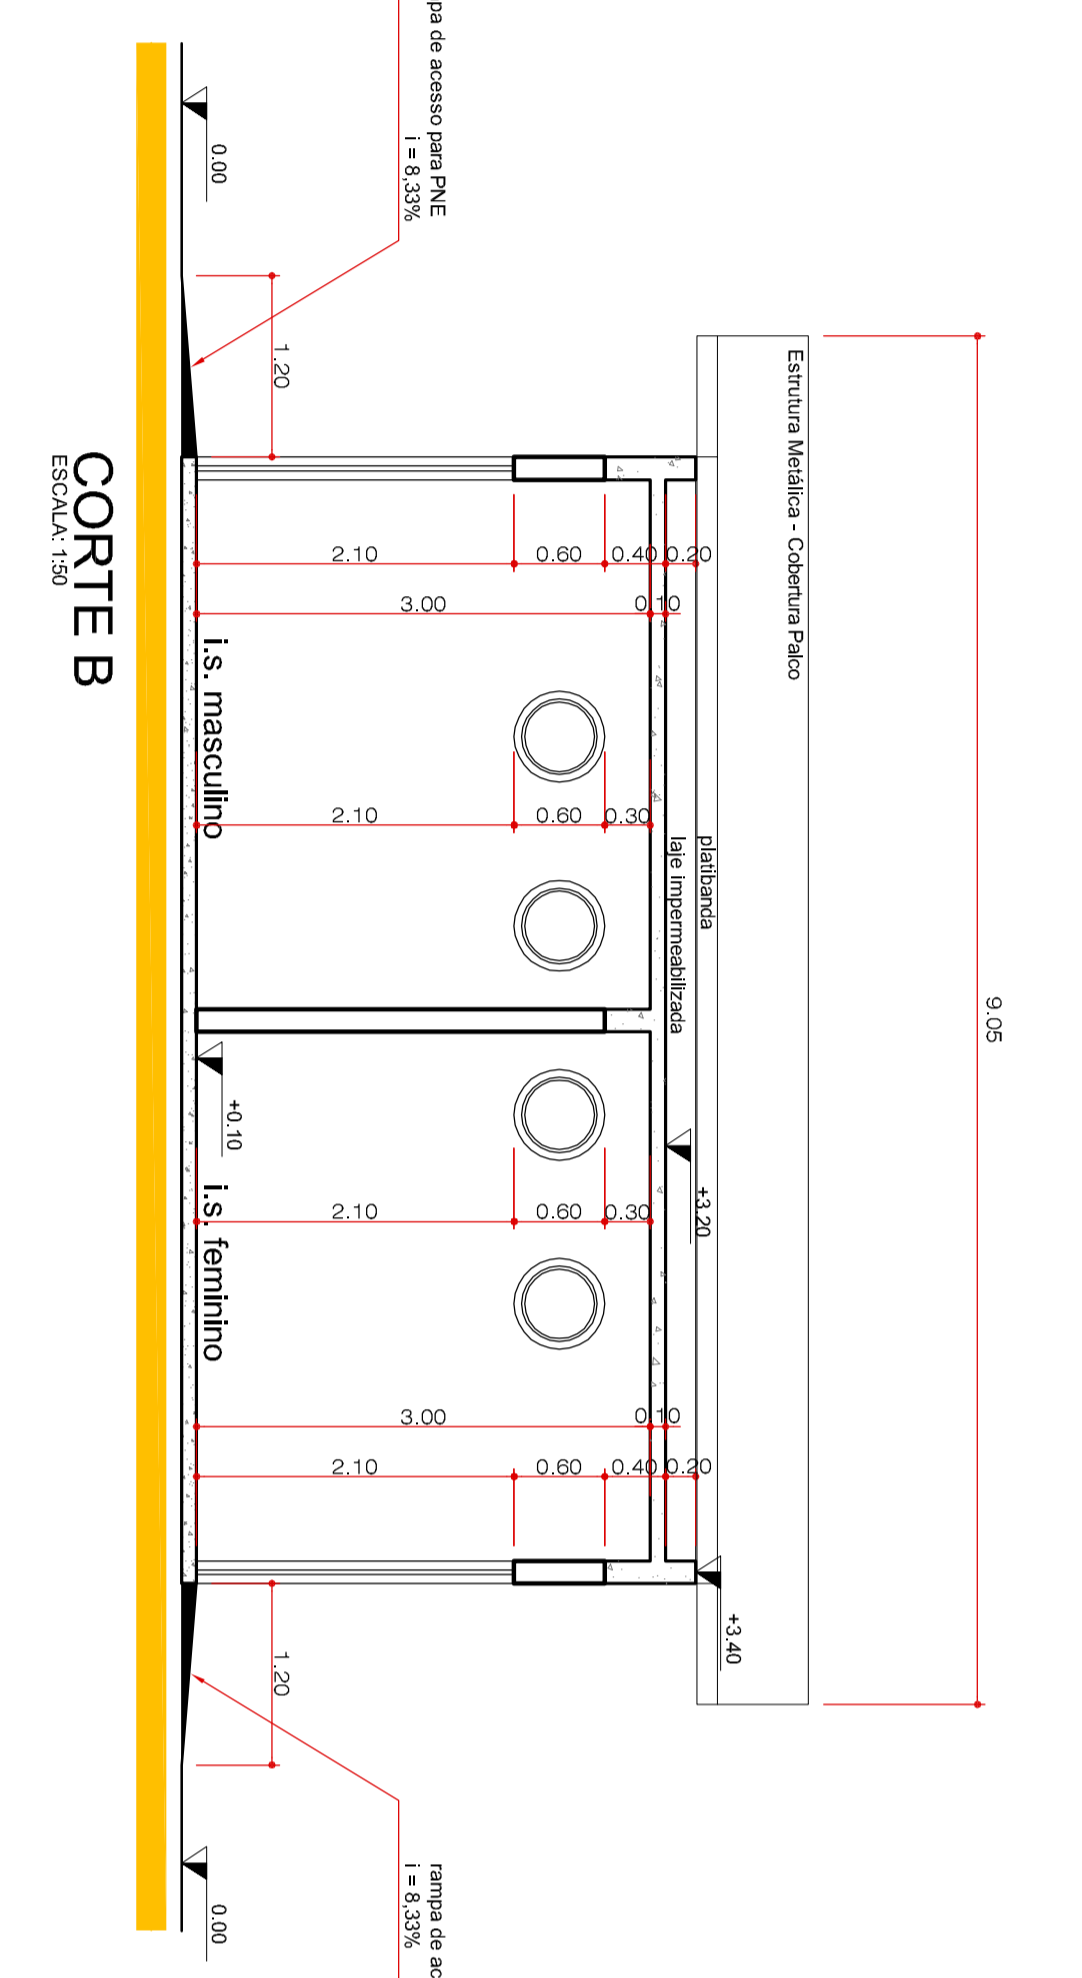 9.05
Estrutura Metálica - Cobertura Palco
+3.40
platibanda
+3.20
laje impermeabilizada
pa de acesso para PNE
i = 8,33%
rampa de ac
i = 8,33%
0.20
0.40
0.60
2.10
0.10
3.00
0.30
0.60
2.10
0.30
0.60
2.10
0.10
3.00
0.20
0.40
0.60
2.10
1.20
1.20
i.s. masculino
+0.10
i.s. feminino
0.00
0.00
CORTE B
ESCALA: 1:50